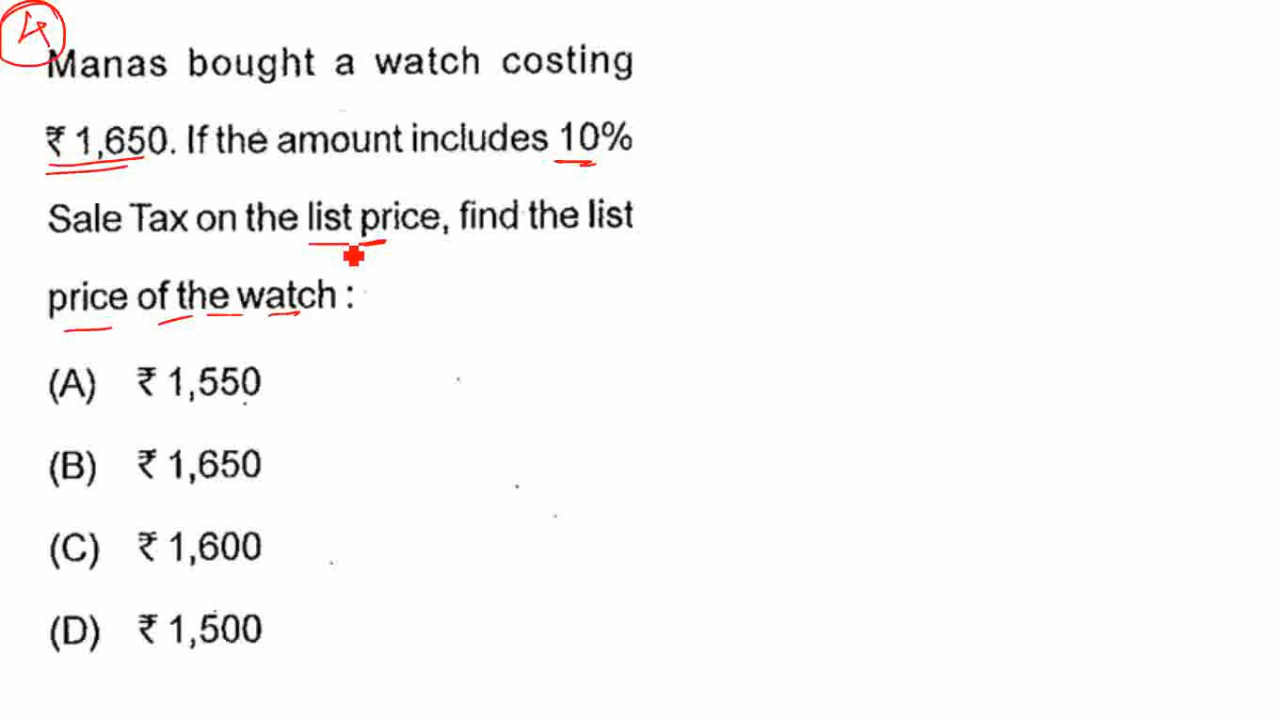 4
Manas bought a watch costing
₹ 1,650. If the amount includes 10%
Sale Tax on the list price, find the list
price of the watch :
(A) ₹ 1,550
(B) ₹ 1,650
(C) ₹ 1,600
(D) ₹ 1,500